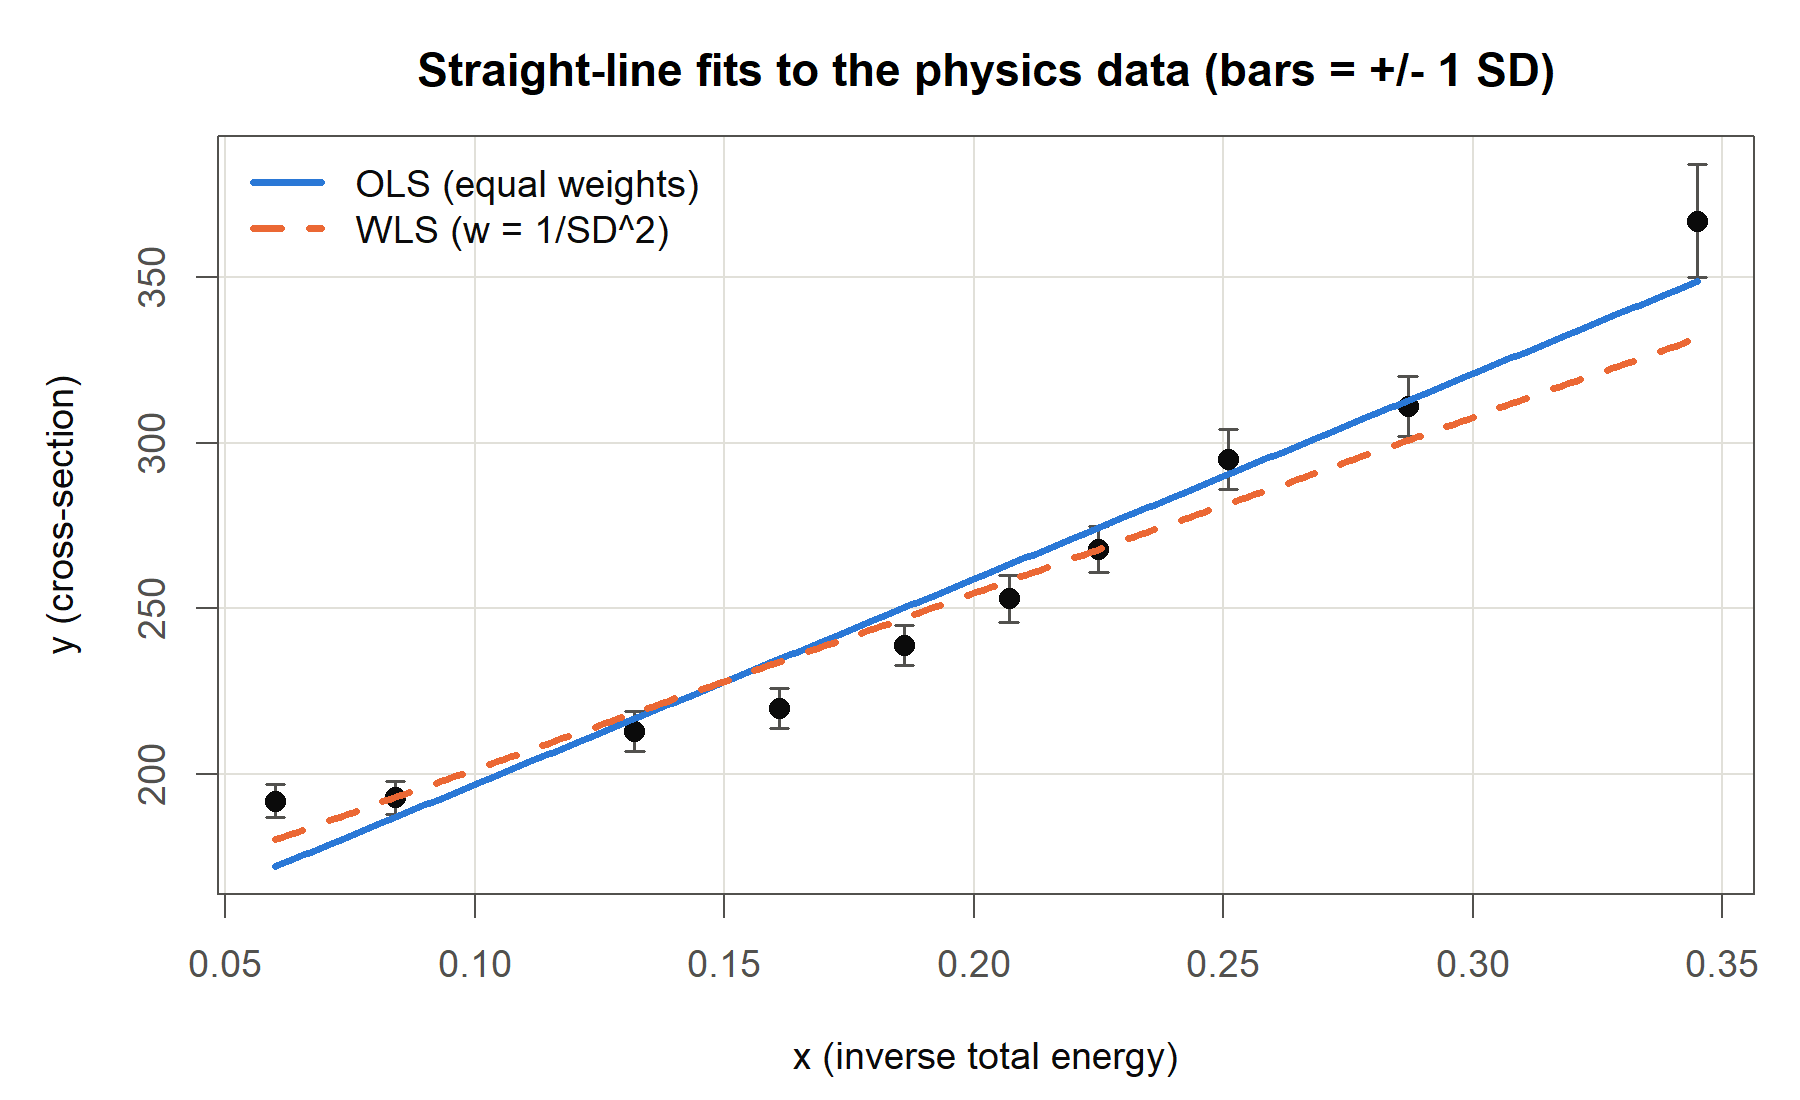 Straight-line fits to the physics data (bars = +/- 1 SD)
OLS (equal weights)
WLS (w = 1/SD^2)
y (cross-section)
350
300
250
200
0.05 0.10 0.15 0.20 0.25 0.30 0.35
x (inverse total energy)